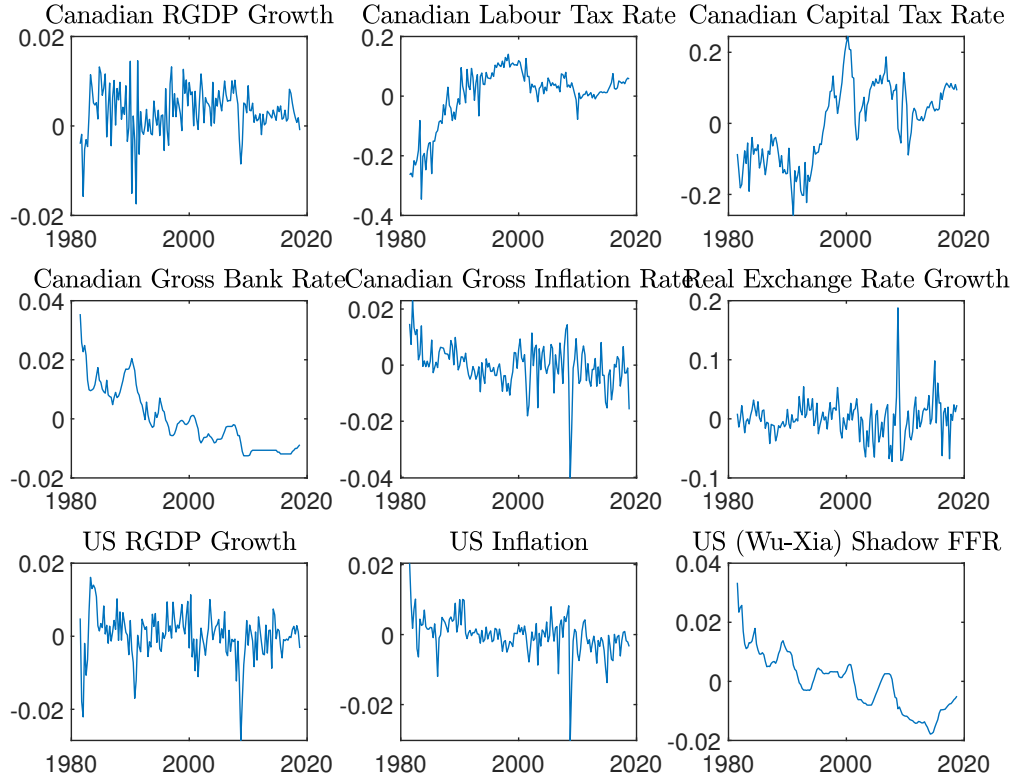 Canadian RGDP Growth
0.02
0
-0.02
1980 2000 2020
Canadian Labour Tax Rate
0.2
0
-0.2
-0.4
1980 2000 2020
Canadian Capital Tax Rate
0.2
0
-0.2
1980 2000 2020
Canadian Gross Bank Rate
0.04
0.02
0
-0.02
1980 2000 2020
Canadian Gross Inflation Rate
0.02
0
-0.02
-0.04
1980 2000 2020
Real Exchange Rate Growth
0.2
0.1
0
-0.1
1980 2000 2020
US RGDP Growth
0.02
0
-0.02
1980 2000 2020
US Inflation
0.02
0
-0.02
1980 2000 2020
US (Wu-Xia) Shadow FFR
0.04
0.02
0
-0.02
1980 2000 2020